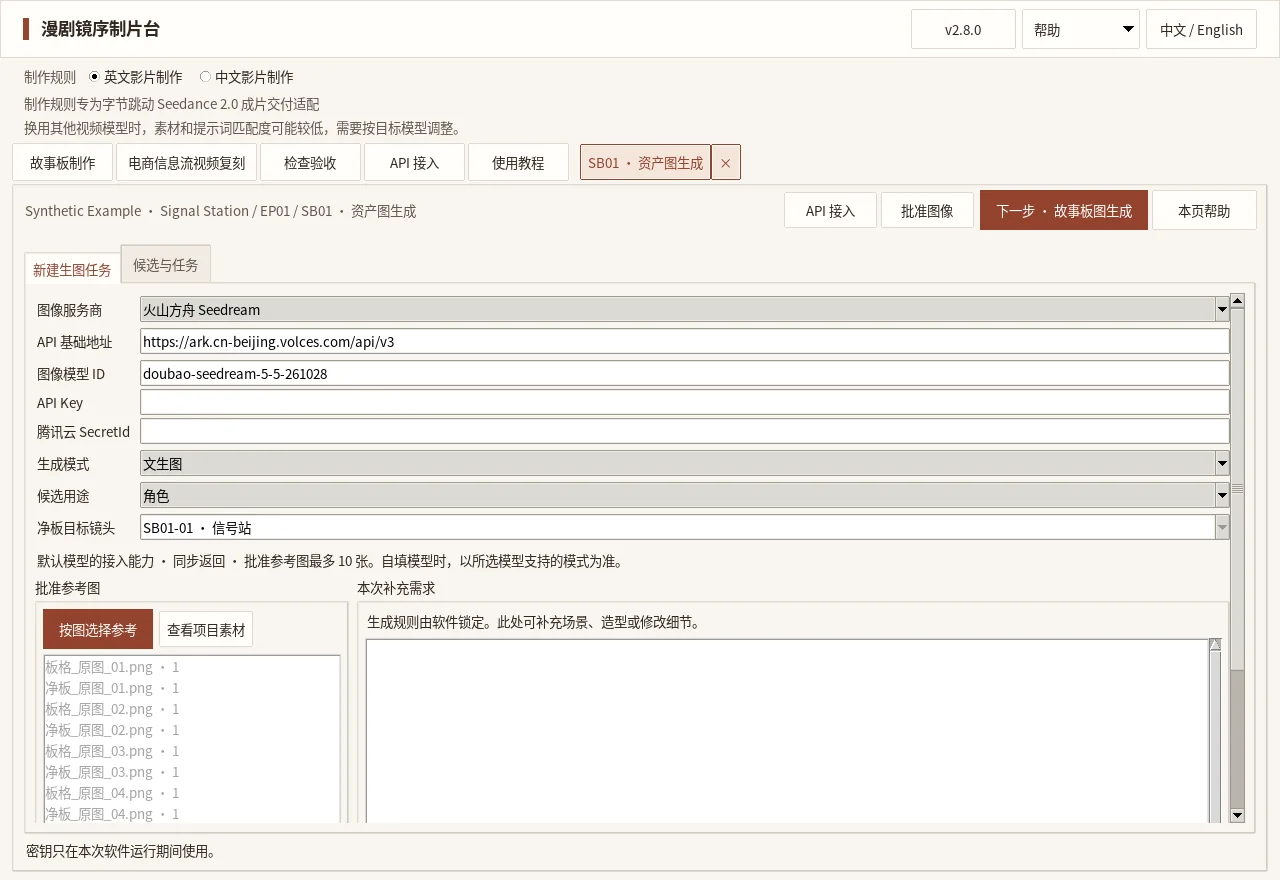 漫剧镜序制片台
v2.8.0
帮助
中文 / English
制作规则
英文影片制作
中文影片制作
制作规则专为字节跳动 Seedance 2.0 成片交付适配
换用其他视频模型时，素材和提示词匹配度可能较低，需要按目标模型调整。
故事板制作
电商信息流视频复刻
检查验收
API 接入
使用教程
SB01 · 资产图生成
×
Synthetic Example · Signal Station / EP01 / SB01 · 资产图生成
API 接入
批准图像
下一步 · 故事板图生成
本页帮助
新建生图任务
候选与任务
图像服务商
火山方舟 Seedream
API 基础地址
https://ark.cn-beijing.volces.com/api/v3
图像模型 ID
doubao-seedream-5-5-261028
API Key
腾讯云 SecretId
生成模式
文生图
候选用途
角色
净板目标镜头
SB01-01 · 信号站
默认模型的接入能力 · 同步返回 · 批准参考图最多 10 张。自填模型时，以所选模型支持的模式为准。
批准参考图
按图选择参考
查看项目素材
板格_原图_01.png · 1
净板_原图_01.png · 1
板格_原图_02.png · 1
净板_原图_02.png · 1
板格_原图_03.png · 1
净板_原图_03.png · 1
板格_原图_04.png · 1
净板_原图_04.png · 1
本次补充需求
生成规则由软件锁定。此处可补充场景、造型或修改细节。
密钥只在本次软件运行期间使用。